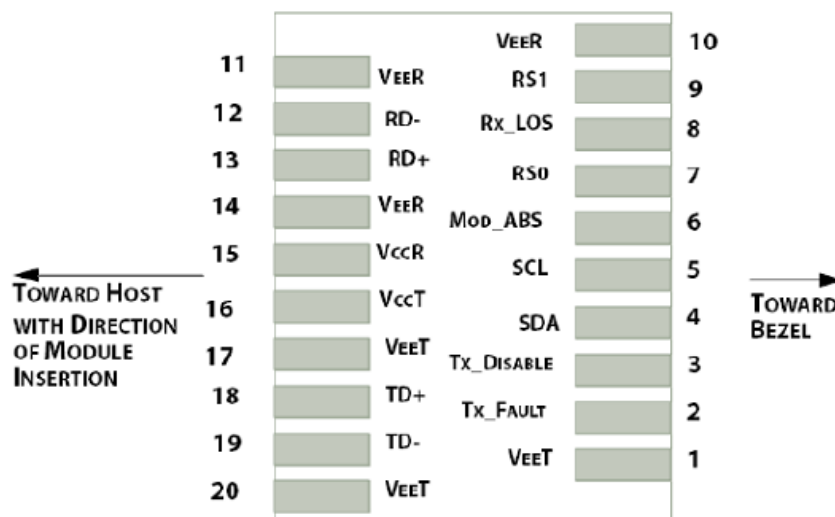 11 VEER
12 RD-
13 RD+
14 VEER
15 VCCR
16 VCCT
17 VEET
18 TD+
19 TD-
20 VEET
VEER 10
RS1 9
RX_LOS 8
RS0 7
MOD_ABS 6
SCL 5
SDA 4
TX_DISABLE 3
TX_FAULT 2
VEET 1
TOWARD HOST
WITH DIRECTION
OF MODULE
INSERTION
TOWARD
BEZEL